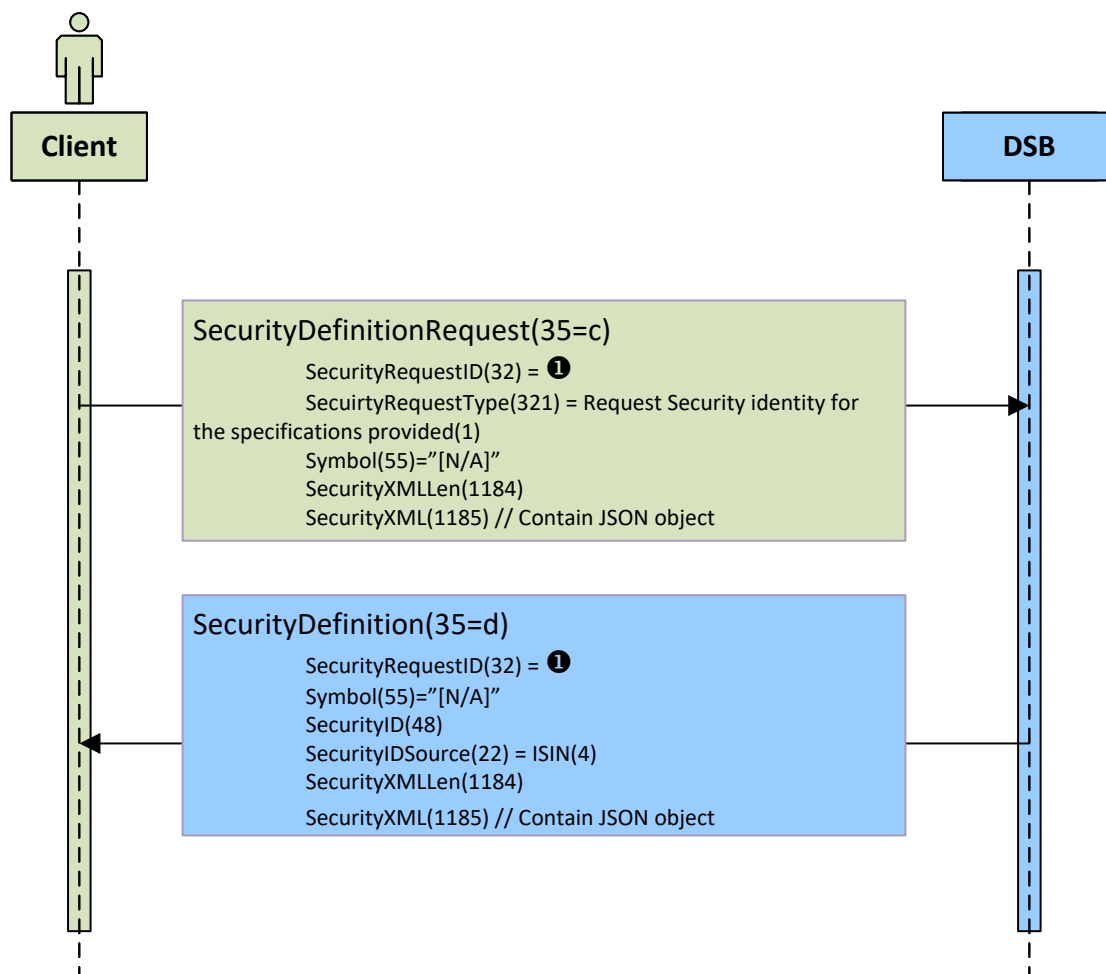 Client
DSB
SecurityDefinitionRequest(35=c)
SecurityRequestID(32) = ❶
SecuirtyRequestType(321) = Request Security identity for
the specifications provided(1)
Symbol(55)=”[N/A]”
SecurityXMLLen(1184)
SecurityXML(1185) // Contain JSON object
SecurityDefinition(35=d)
SecurityRequestID(32) = ❶
Symbol(55)=”[N/A]”
SecurityID(48)
SecurityIDSource(22) = ISIN(4)
SecurityXMLLen(1184)
SecurityXML(1185) // Contain JSON object